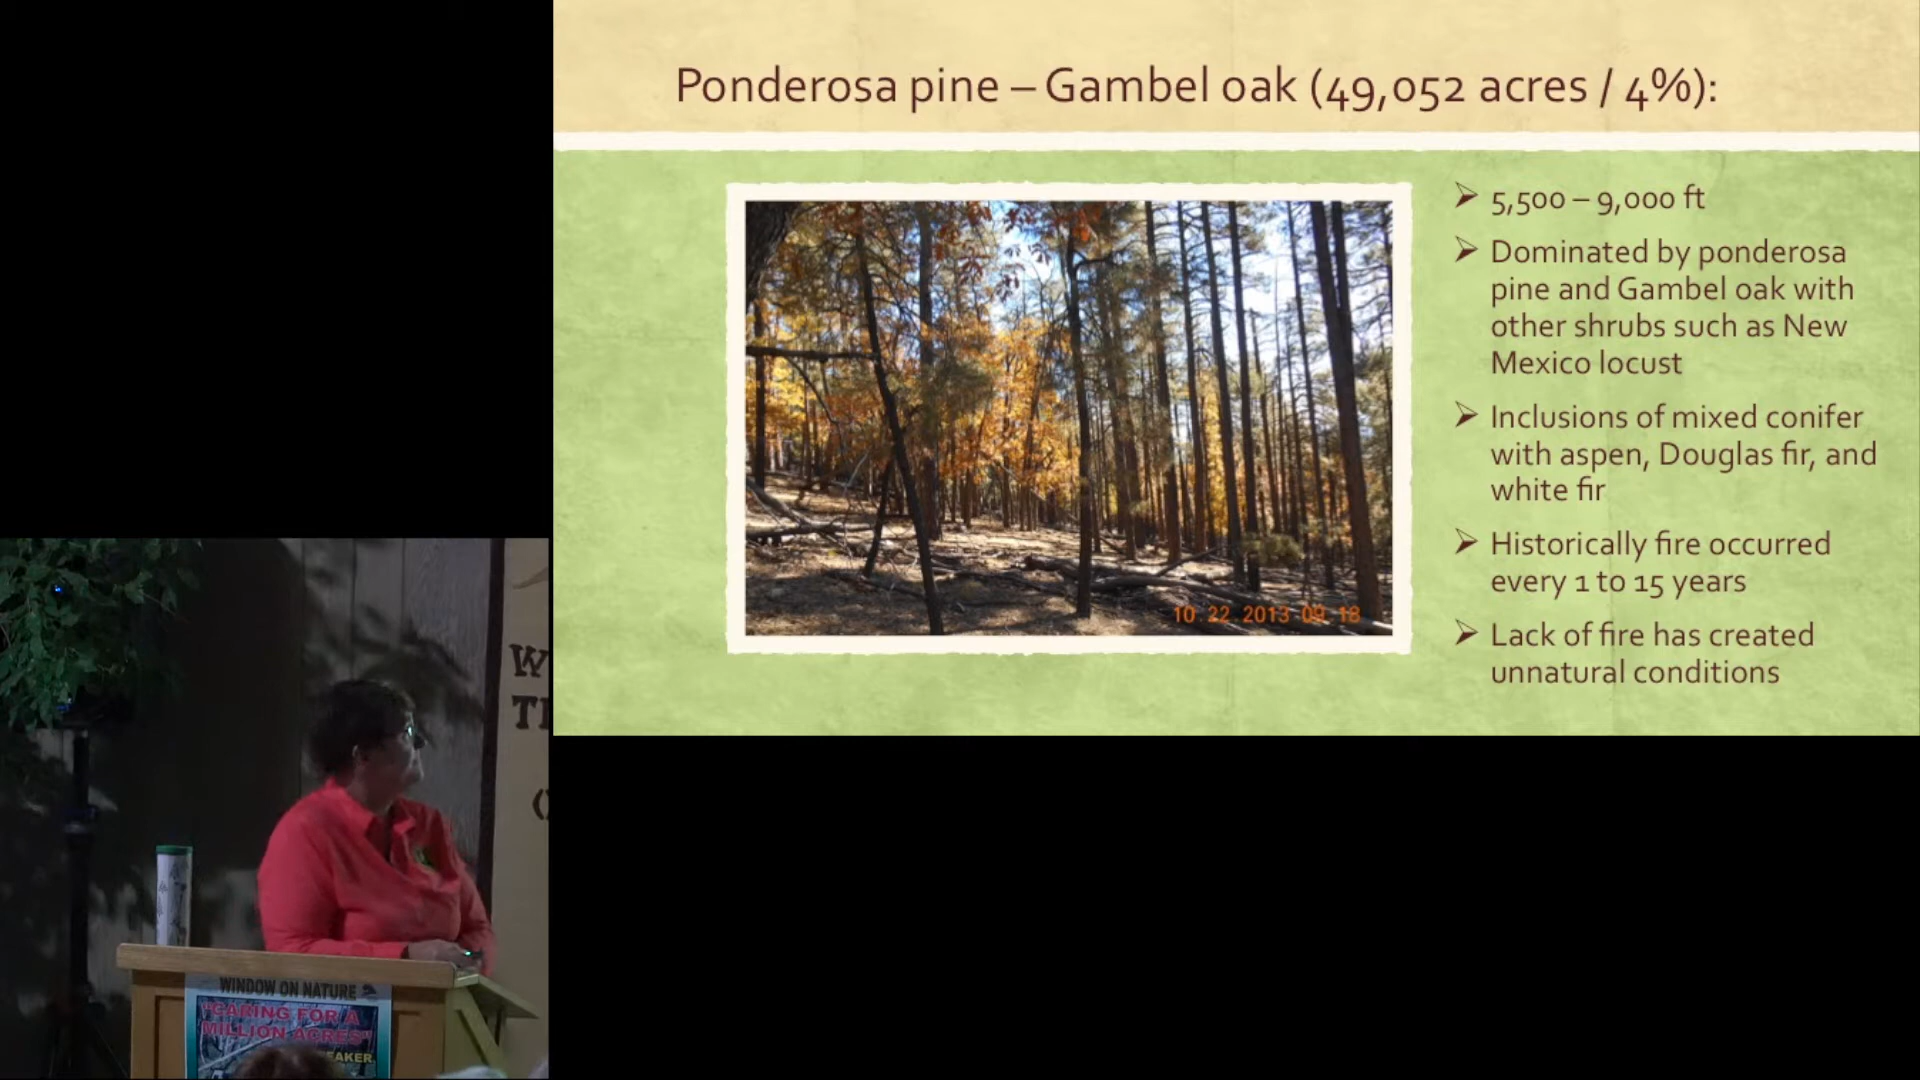 Ponderosa pine – Gambel oak (49,052 acres / 4%):
5,500 – 9,000 ft
Dominated by ponderosa
pine and Gambel oak with
other shrubs such as New
Mexico locust
Inclusions of mixed conifer
with aspen, Douglas fir, and
white fir
Historically fire occurred
every 1 to 15 years
Lack of fire has created
unnatural conditions
10 22 2013 09 18
WINDOW ON NATURE
"CARING FOR A
MILLION ACRES"